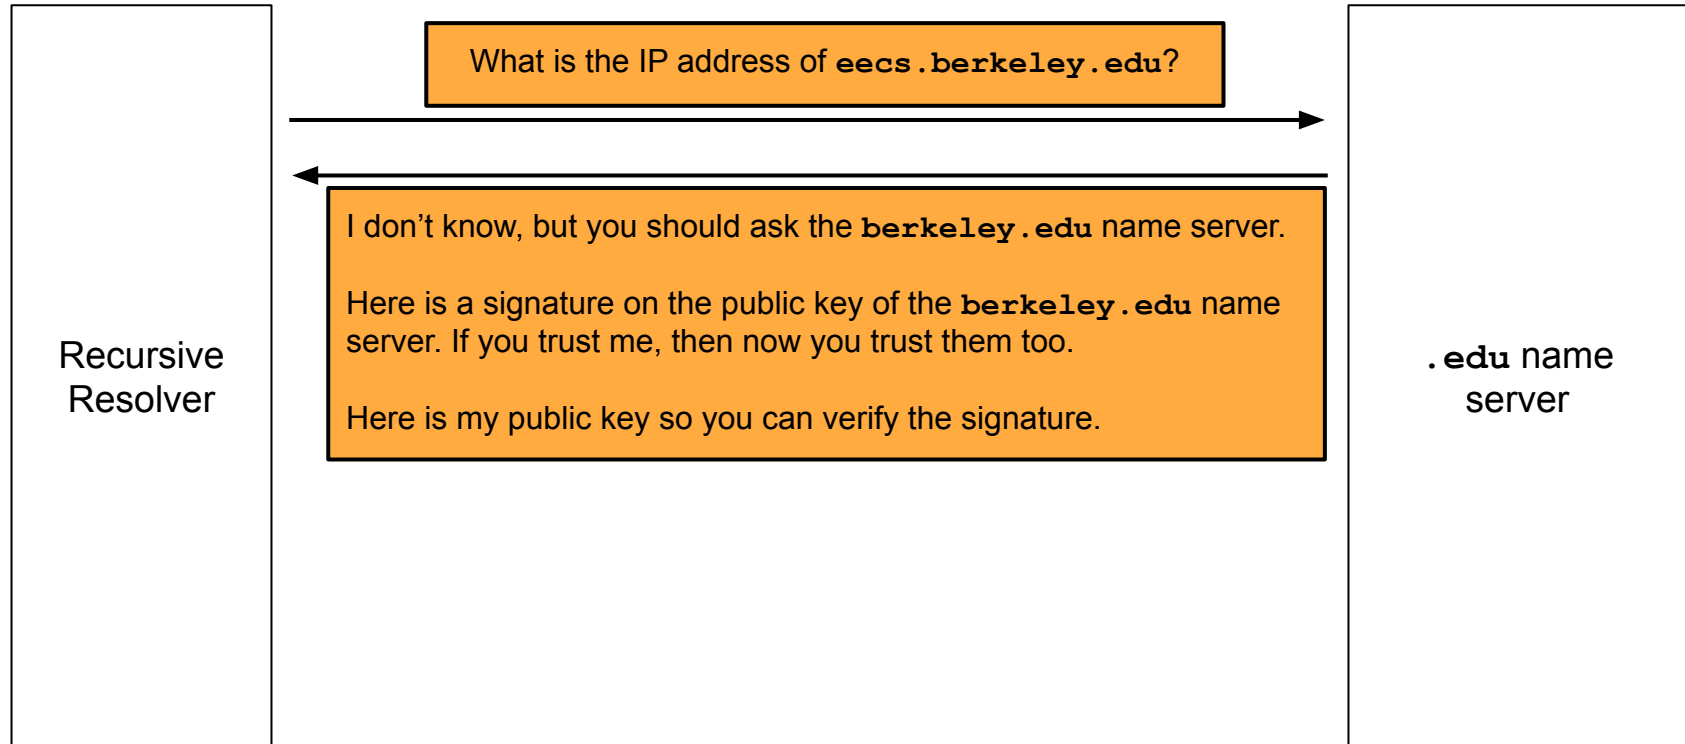 What is the IP address of eecs.berkeley.edu?
I don’t know, but you should ask the berkeley.edu name server.
Here is a signature on the public key of the berkeley.edu name
server. If you trust me, then now you trust them too.
Here is my public key so you can verify the signature.
Recursive
Resolver
.edu name
server